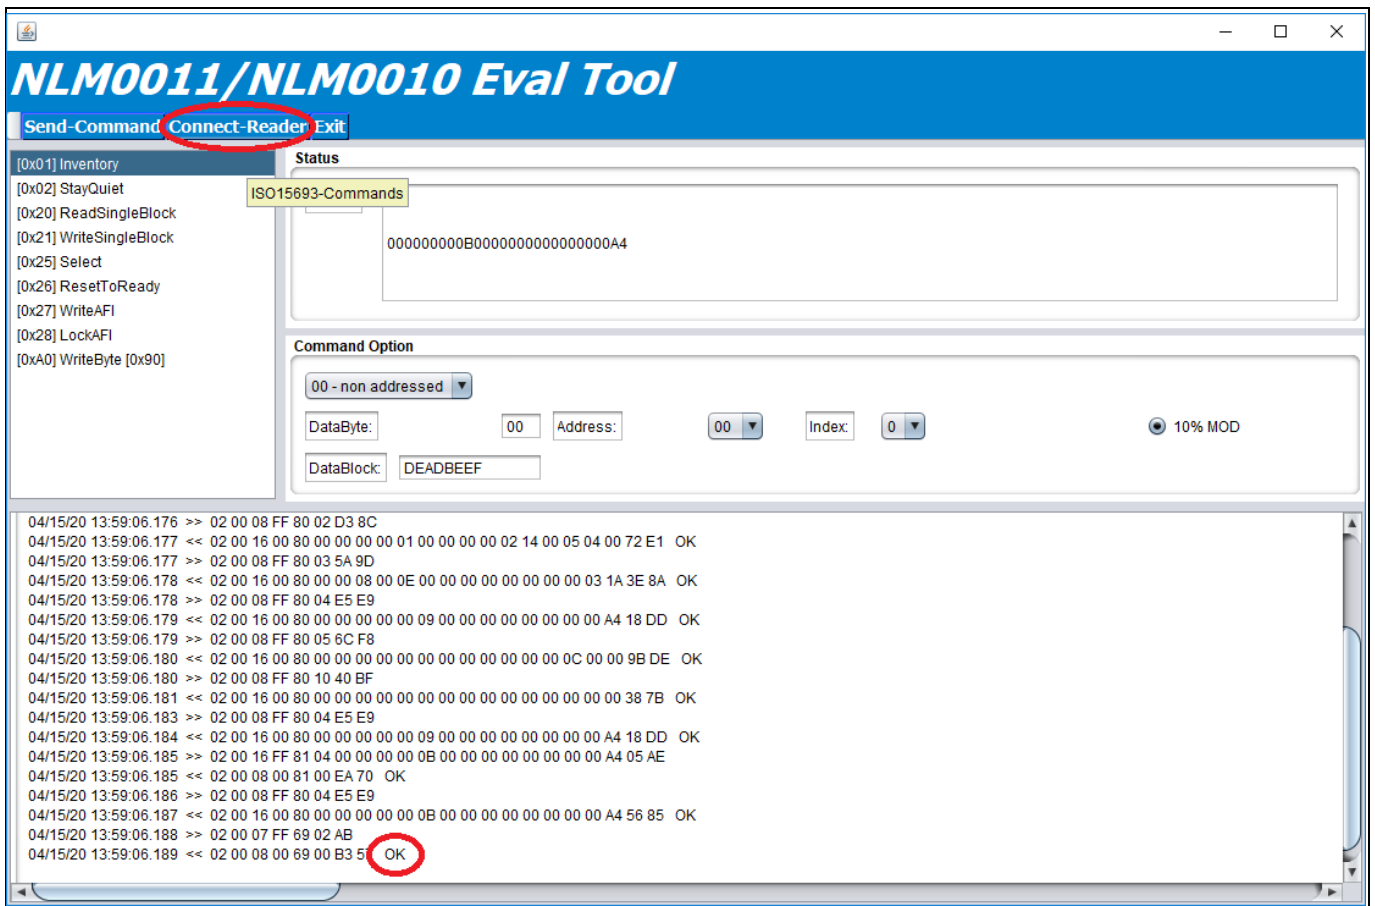 NLM0011/NLM0010 Eval Tool
Send-Command Connect-Reader Exit
[0x01] Inventory
[0x02] StayQuiet
[0x20] ReadSingleBlock
[0x21] WriteSingleBlock
[0x25] Select
[0x26] ResetToReady
[0x27] WriteAFI
[0x28] LockAFI
[0xA0] WriteByte [0x90]
ISO15693-Commands
Status
000000000B0000000000000000A4
Command Option
00 - non addressed
DataByte: 00 Address: 00 Index: 0 10% MOD
DataBlock: DEADBEEF
04/15/20 13:59:06.176 >> 02 00 08 FF 80 02 D3 8C
04/15/20 13:59:06.177 << 02 00 16 00 80 00 00 00 00 01 00 00 00 00 02 14 00 05 04 00 72 E1 OK
04/15/20 13:59:06.177 >> 02 00 08 FF 80 03 5A 9D
04/15/20 13:59:06.178 << 02 00 16 00 80 00 00 08 00 0E 00 00 00 00 00 00 00 00 03 1A 3E 8A OK
04/15/20 13:59:06.178 >> 02 00 08 FF 80 04 E5 E9
04/15/20 13:59:06.179 << 02 00 16 00 80 00 00 00 00 00 09 00 00 00 00 00 00 00 00 A4 18 DD OK
04/15/20 13:59:06.179 >> 02 00 08 FF 80 05 6C F8
04/15/20 13:59:06.180 << 02 00 16 00 80 00 00 00 00 00 00 00 00 00 00 00 00 0C 00 00 9B DE OK
04/15/20 13:59:06.180 >> 02 00 08 FF 80 10 40 BF
04/15/20 13:59:06.181 << 02 00 16 00 80 00 00 00 00 00 00 00 00 00 00 00 00 00 00 00 38 7B OK
04/15/20 13:59:06.183 >> 02 00 08 FF 80 04 E5 E9
04/15/20 13:59:06.184 << 02 00 16 00 80 00 00 00 00 00 09 00 00 00 00 00 00 00 00 A4 18 DD OK
04/15/20 13:59:06.185 >> 02 00 16 FF 81 04 00 00 00 00 0B 00 00 00 00 00 00 00 00 A4 05 AE
04/15/20 13:59:06.185 << 02 00 08 00 81 00 EA 70 OK
04/15/20 13:59:06.186 >> 02 00 08 FF 80 04 E5 E9
04/15/20 13:59:06.187 << 02 00 16 00 80 00 00 00 00 00 0B 00 00 00 00 00 00 00 00 A4 56 85 OK
04/15/20 13:59:06.188 >> 02 00 07 FF 69 02 AB
04/15/20 13:59:06.189 << 02 00 08 00 69 00 B3 OK